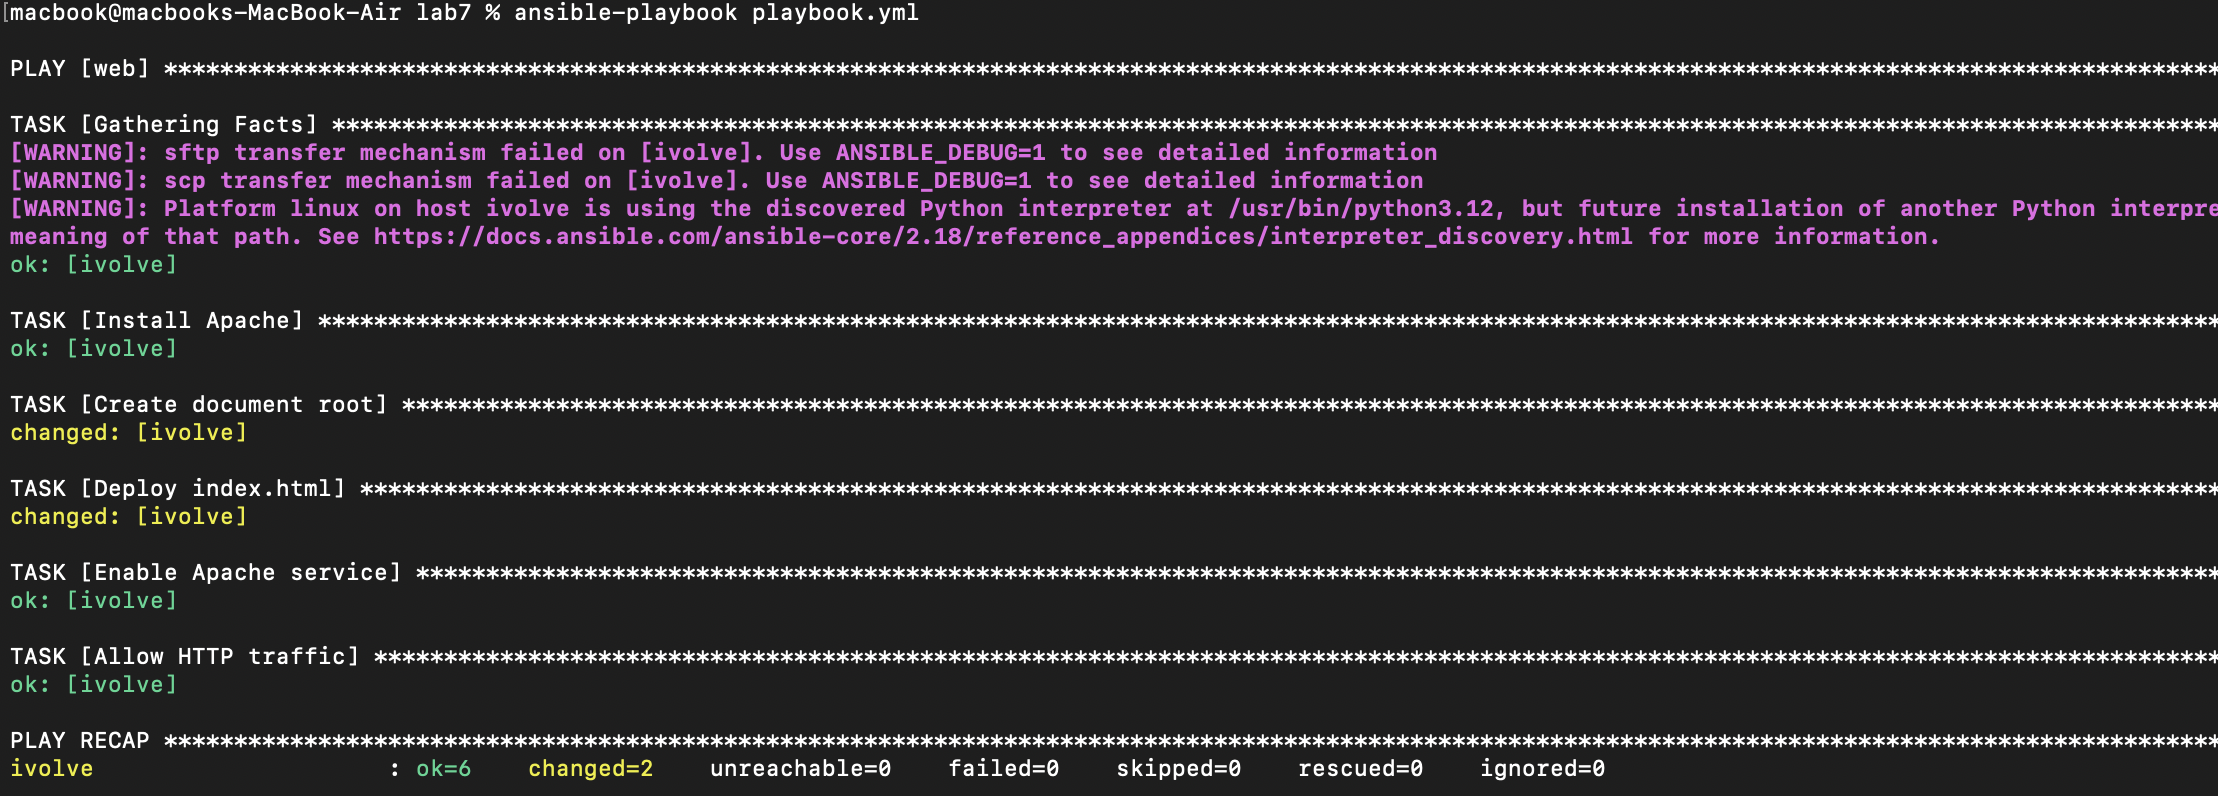 [macbook@macbooks-MacBook-Air lab7 % ansible-playbook playbook.yml
PLAY [web] ***************************************************************************************************************************************************
TASK [Gathering Facts] ***************************************************************************************************************************************
[WARNING]: sftp transfer mechanism failed on [ivolve]. Use ANSIBLE_DEBUG=1 to see detailed information
[WARNING]: scp transfer mechanism failed on [ivolve]. Use ANSIBLE_DEBUG=1 to see detailed information
[WARNING]: Platform linux on host ivolve is using the discovered Python interpreter at /usr/bin/python3.12, but future installation of another Python interpre
meaning of that path. See https://docs.ansible.com/ansible-core/2.18/reference_appendices/interpreter_discovery.html for more information.
ok: [ivolve]
TASK [Install Apache] ****************************************************************************************************************************************
ok: [ivolve]
TASK [Create document root] **********************************************************************************************************************************
changed: [ivolve]
TASK [Deploy index.html] *************************************************************************************************************************************
changed: [ivolve]
TASK [Enable Apache service] *********************************************************************************************************************************
ok: [ivolve]
TASK [Allow HTTP traffic] ************************************************************************************************************************************
ok: [ivolve]
PLAY RECAP ***************************************************************************************************************************************************
ivolve : ok=6 changed=2 unreachable=0 failed=0 skipped=0 rescued=0 ignored=0